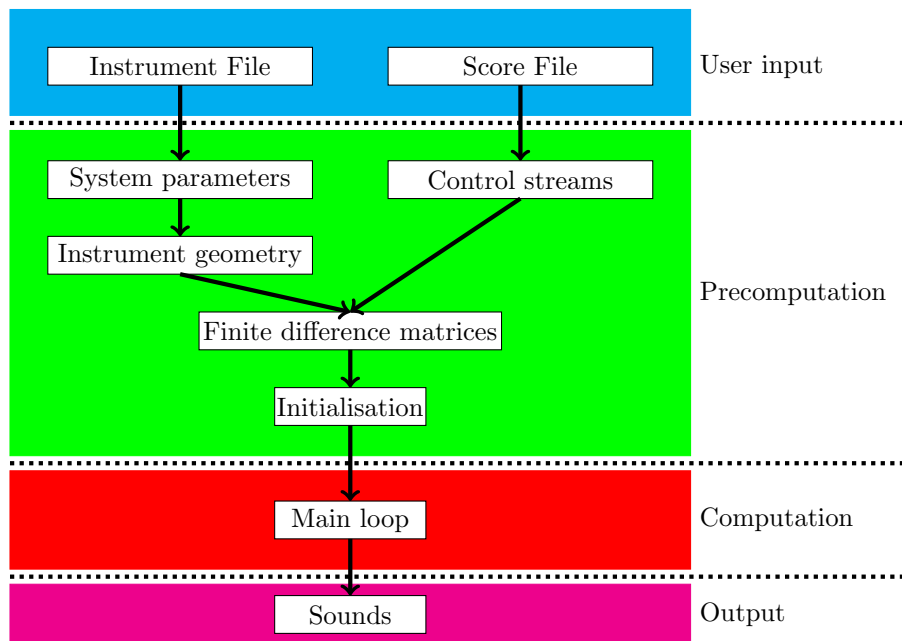 Instrument File
Score File
User input
System parameters
Control streams
Instrument geometry
Precomputation
Finite difference matrices
Initialisation
Main loop
Computation
Sounds
Output